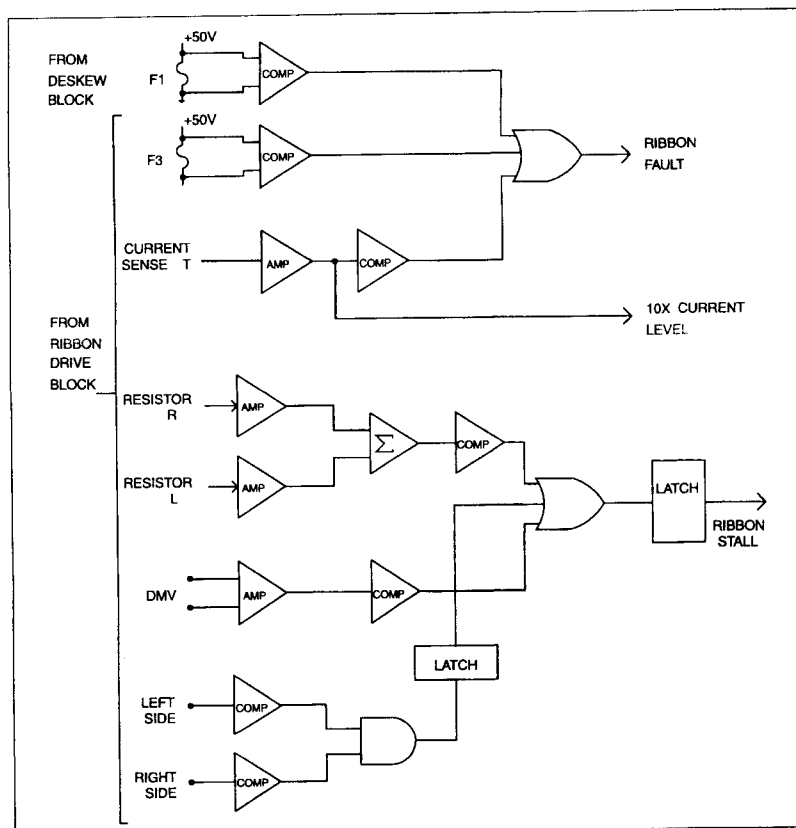 +50V
FROM
DESKEW
BLOCK
F1
COMP
+50V
F3
COMP
RIBBON
FAULT
CURRENT
SENSE T
AMP
COMP
10X CURRENT
LEVEL
FROM
RIBBON
DRIVE
BLOCK
RESISTOR
R
AMP
Σ
COMP
RESISTOR
L
AMP
LATCH
RIBBON
STALL
DMV
AMP
COMP
LATCH
LEFT
SIDE
COMP
RIGHT
SIDE
COMP